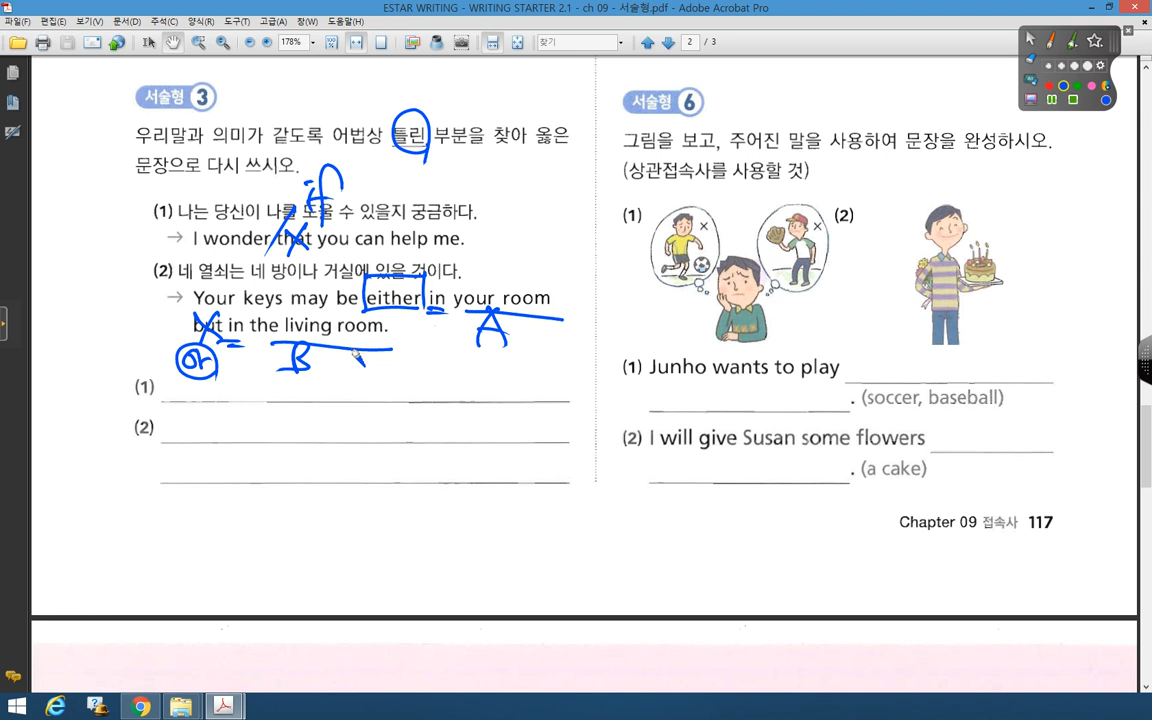 ESTAR WRITING - WRITING STARTER 2.1 - ch 09 - 서술형.pdf - Adobe Acrobat Pro
파일(F) 편집(E) 보기(V) 문서(D) 주석(C) 양식(R) 도구(T) 고급(A) 창(W) 도움말(H)
178% 찾기 2 / 3
서술형 3
우리말과 의미가 같도록 어법상 틀린 부분을 찾아 옳은
문장으로 다시 쓰시오.
if
(1) 나는 당신이 나를 도울 수 있을지 궁금하다.
→ I wonder that you can help me.
X
(2) 네 열쇠는 네 방이나 거실에 있을 것이다.
→ Your keys may be either in your room
A
but in the living room.
or B
(1)
(2)
서술형 6
그림을 보고, 주어진 말을 사용하여 문장을 완성하시오.
(상관접속사를 사용할 것)
(1) (2)
(1) Junho wants to play
. (soccer, baseball)
(2) I will give Susan some flowers
. (a cake)
Chapter 09 접속사 117